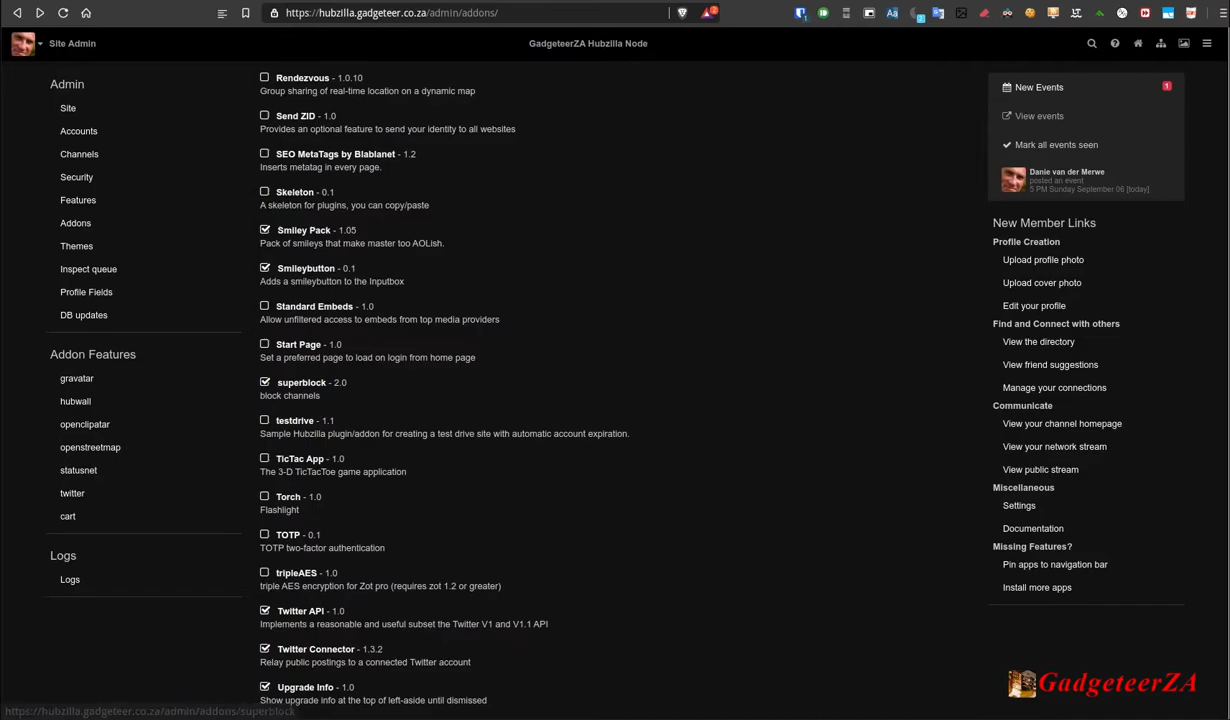 https://hubzilla.gadgeteer.co.za/admin/addons/
2
Site Admin
GadgeteerZA Hubzilla Node
Admin
Site
Accounts
Channels
Security
Features
Addons
Themes
Inspect queue
Profile Fields
DB updates
Addon Features
gravatar
hubwall
openclipatar
openstreetmap
statusnet
twitter
cart
Logs
Logs
Rendezvous - 1.0.10
Group sharing of real-time location on a dynamic map
Send ZID - 1.0
Provides an optional feature to send your identity to all websites
SEO MetaTags by Blablanet - 1.2
Inserts metatag in every page.
Skeleton - 0.1
A skeleton for plugins, you can copy/paste
Smiley Pack - 1.05
Pack of smileys that make master too AOLish.
Smileybutton - 0.1
Adds a smileybutton to the Inputbox
Standard Embeds - 1.0
Allow unfiltered access to embeds from top media providers
Start Page - 1.0
Set a preferred page to load on login from home page
superblock - 2.0
block channels
testdrive - 1.1
Sample Hubzilla plugin/addon for creating a test drive site with automatic account expiration.
TicTac App - 1.0
The 3-D TicTacToe game application
Torch - 1.0
Flashlight
TOTP - 0.1
TOTP two-factor authentication
tripleAES - 1.0
triple AES encryption for Zot pro (requires zot 1.2 or greater)
Twitter API - 1.0
Implements a reasonable and useful subset the Twitter V1 and V1.1 API
Twitter Connector - 1.3.2
Relay public postings to a connected Twitter account
Upgrade Info - 1.0
Show upgrade info at the top of left-aside until dismissed
New Events 1
View events
Mark all events seen
Danie van der Merwe
posted an event
5 PM Sunday September 06 [today]
New Member Links
Profile Creation
Upload profile photo
Upload cover photo
Edit your profile
Find and Connect with others
View the directory
View friend suggestions
Manage your connections
Communicate
View your channel homepage
View your network stream
View public stream
Miscellaneous
Settings
Documentation
Missing Features?
Pin apps to navigation bar
Install more apps
GadgeteerZA
https://hubzilla.gadgeteer.co.za/admin/addons/superblock